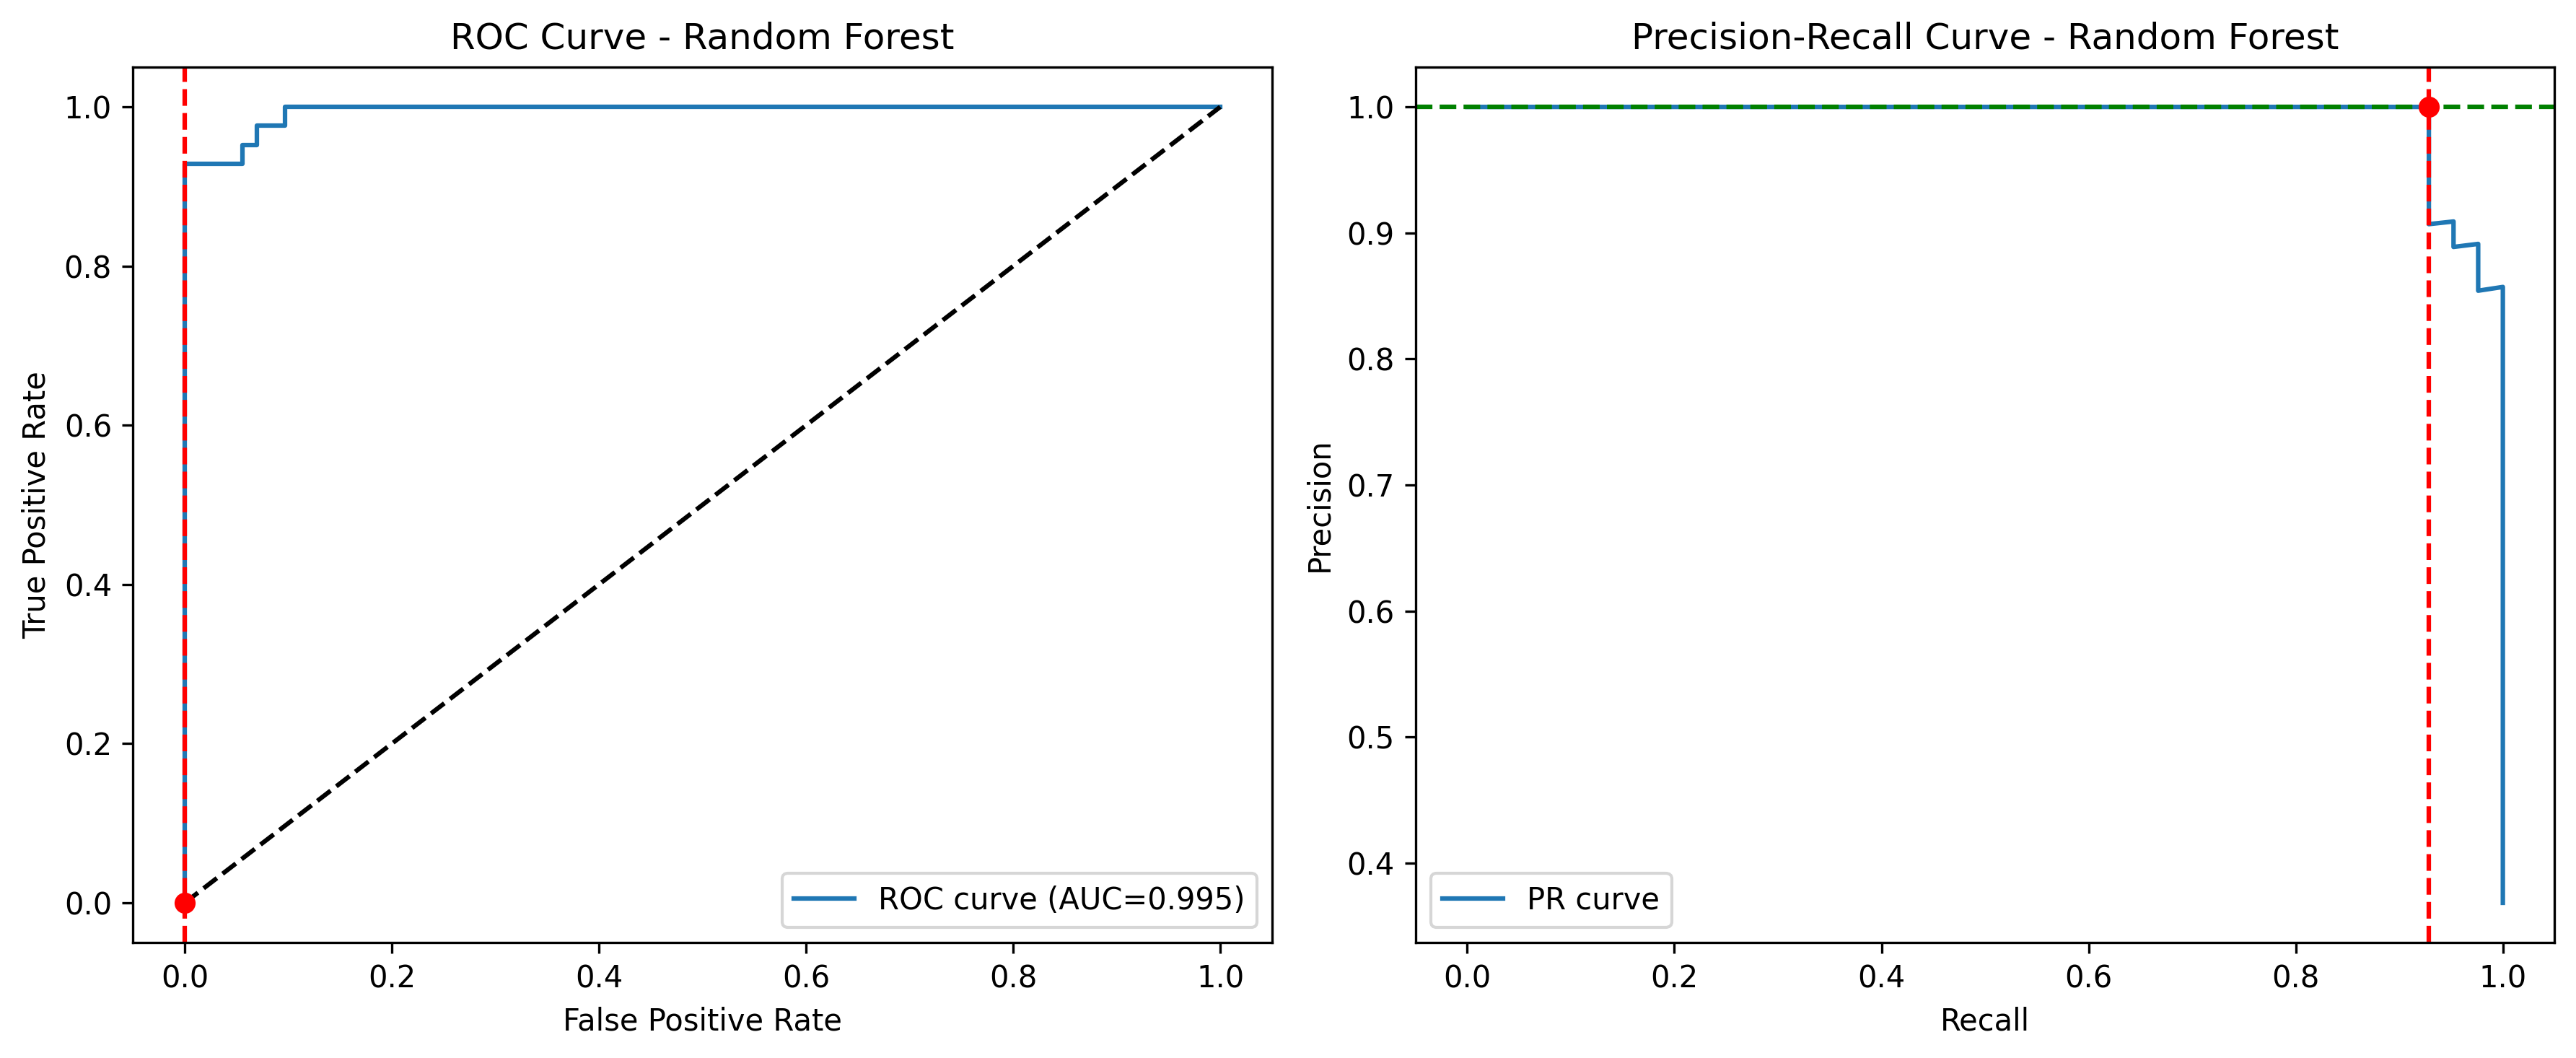 ROC Curve - Random Forest
1.0
0.8
0.6
0.4
0.2
0.0
True Positive Rate
ROC curve (AUC=0.995)
0.0 0.2 0.4 0.6 0.8 1.0
False Positive Rate
Precision-Recall Curve - Random Forest
1.0
0.9
0.8
0.7
0.6
0.5
0.4
Precision
PR curve
0.0 0.2 0.4 0.6 0.8 1.0
Recall